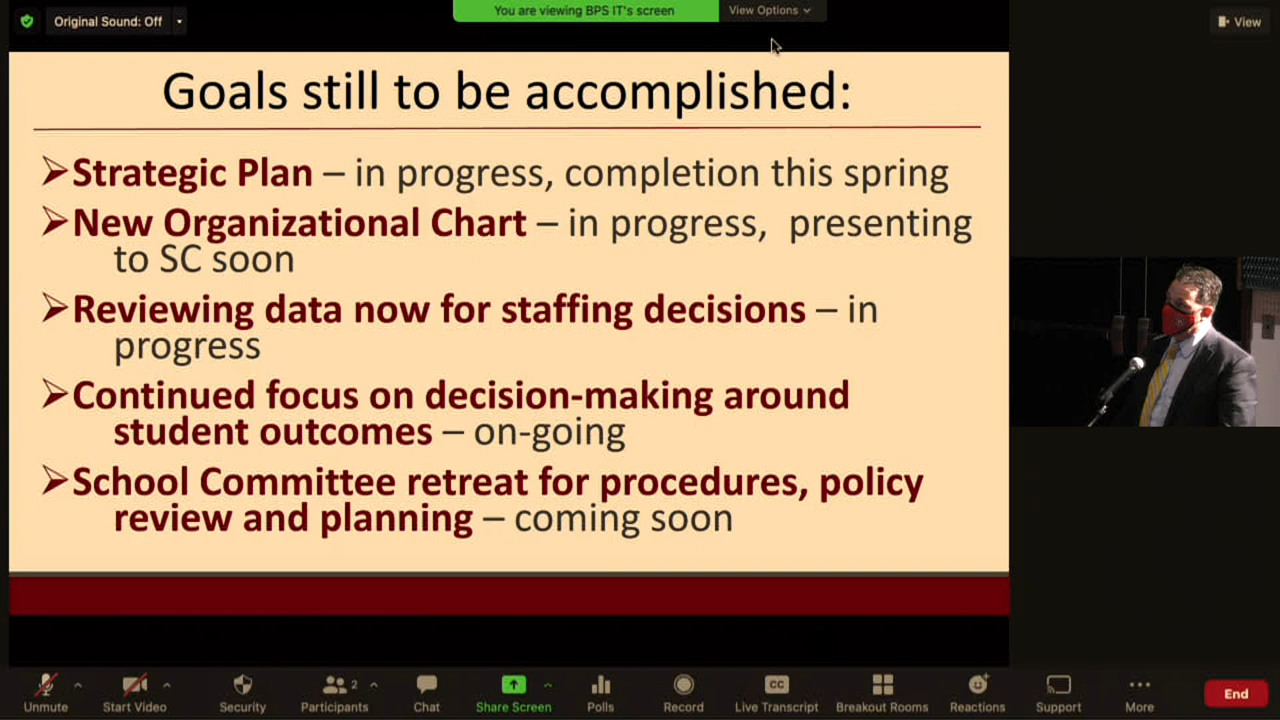 Original Sound: Off
You are viewing BPS IT's screen
View Options
View
Goals still to be accomplished:
➢Strategic Plan – in progress, completion this spring
➢New Organizational Chart – in progress, presenting
to SC soon
➢Reviewing data now for staffing decisions – in
progress
➢Continued focus on decision-making around
student outcomes – on-going
➢School Committee retreat for procedures, policy
review and planning – coming soon
Unmute
Start Video
Security
2
Participants
Chat
Share Screen
Polls
Record
CC
Live Transcript
Breakout Rooms
Reactions
Support
More
End